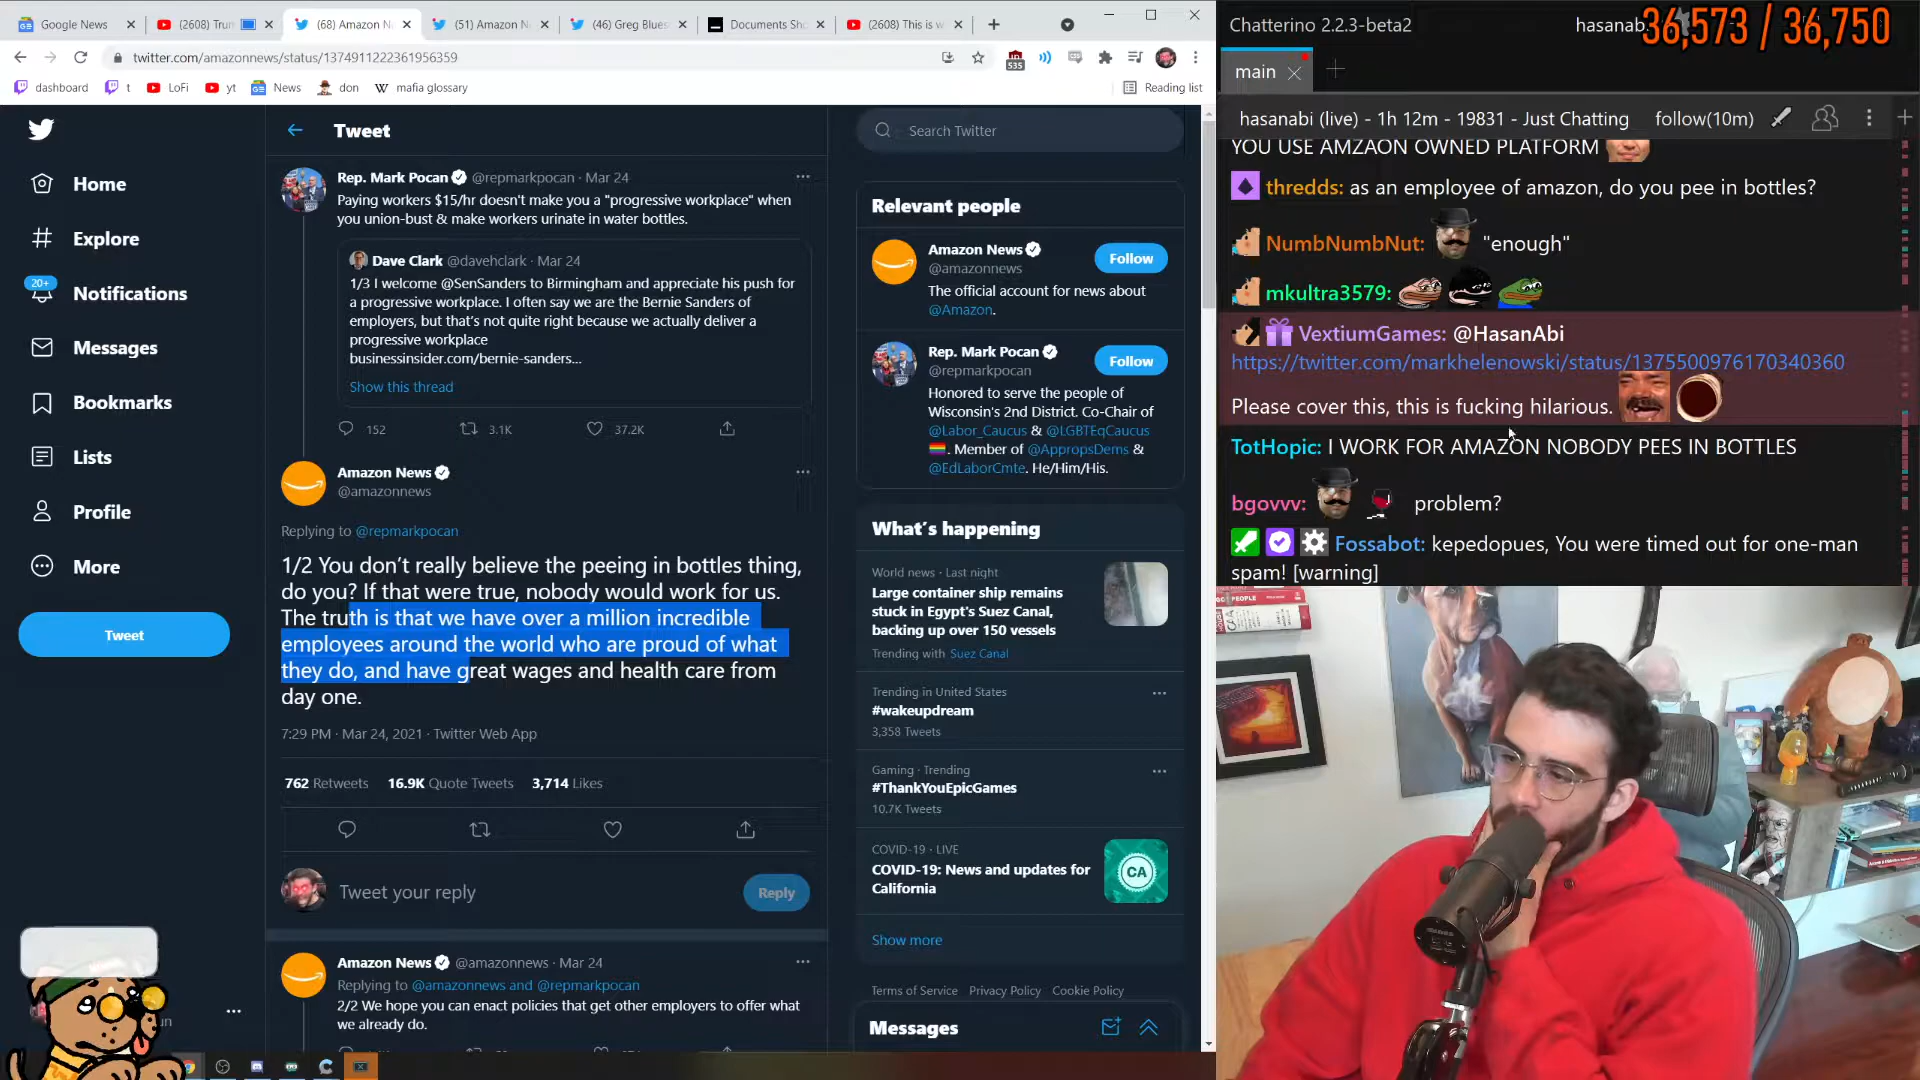 Google News
(2608) Trum
(68) Amazon N
(51) Amazon N
(46) Greg Blues
Documents Sho
(2608) This is w
twitter.com/amazonnews/status/1374911222361956359
535
dashboard
t
LoFi
yt
News
don
mafia glossary
Reading list
Home
Explore
20+
Notifications
Messages
Bookmarks
Lists
Profile
More
Tweet
Tweet
Rep. Mark Pocan @repmarkpocan · Mar 24
Paying workers $15/hr doesn't make you a "progressive workplace" when
you union-bust & make workers urinate in water bottles.
Dave Clark @davehclark · Mar 24
1/3 I welcome @SenSanders to Birmingham and appreciate his push for
a progressive workplace. I often say we are the Bernie Sanders of
employers, but that's not quite right because we actually deliver a
progressive workplace
businessinsider.com/bernie-sanders...
Show this thread
152
3.1K
37.2K
Amazon News
@amazonnews
Replying to @repmarkpocan
1/2 You don't really believe the peeing in bottles thing,
do you? If that were true, nobody would work for us.
The truth is that we have over a million incredible
employees around the world who are proud of what
they do, and have great wages and health care from
day one.
7:29 PM · Mar 24, 2021 · Twitter Web App
762 Retweets 16.9K Quote Tweets 3,714 Likes
Tweet your reply
Reply
Amazon News @amazonnews · Mar 24
Replying to @amazonnews and @repmarkpocan
2/2 We hope you can enact policies that get other employers to offer what
we already do.
Search Twitter
Relevant people
Amazon News
@amazonnews
Follow
The official account for news about
@Amazon.
Rep. Mark Pocan
@repmarkpocan
Follow
Honored to serve the people of
Wisconsin's 2nd District. Co-Chair of
@Labor_Caucus & @LGBTEqCaucus
. Member of @AppropsDems &
@EdLaborCmte. He/Him/His.
What's happening
World news · Last night
Large container ship remains
stuck in Egypt's Suez Canal,
backing up over 150 vessels
Trending with Suez Canal
Trending in United States
#wakeupdream
3,358 Tweets
Gaming · Trending
#ThankYouEpicGames
10.7K Tweets
COVID-19 · LIVE
COVID-19: News and updates for
California
CA
Show more
Terms of Service Privacy Policy Cookie Policy
Messages
Chatterino 2.2.3-beta2
hasanab
36,573 / 36,750
main
hasanabi (live) - 1h 12m - 19831 - Just Chatting
follow(10m)
YOU USE AMZAON OWNED PLATFORM
thredds: as an employee of amazon, do you pee in bottles?
NumbNumbNut: "enough"
mkultra3579:
VextiumGames: @HasanAbi
https://twitter.com/markhelenowski/status/1375500976170340360
Please cover this, this is fucking hilarious.
TotHopic: I WORK FOR AMAZON NOBODY PEES IN BOTTLES
bgovvv: problem?
Fossabot: kepedopues, You were timed out for one-man
spam! [warning]
PEOPLE